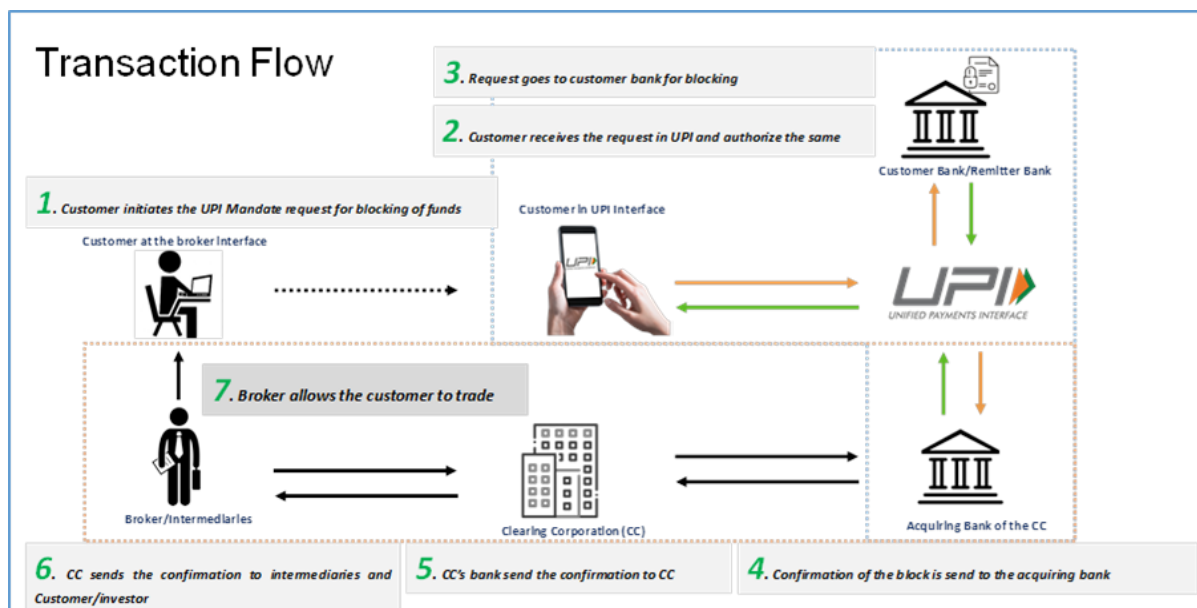 Transaction Flow
3. Request goes to customer bank for blocking
2. Customer receives the request in UPI and authorize the same
Customer Bank/Remitter Bank
1. Customer initiates the UPI Mandate request for blocking of funds
Customer in UPI Interface
Customer at the broker interface
UPI
UPI
UNIFIED PAYMENTS INTERFACE
7. Broker allows the customer to trade
Broker/Intermediaries
Clearing Corporation (CC)
Acquiring Bank of the CC
6. CC sends the confirmation to intermediaries and
Customer/investor
5. CC's bank send the confirmation to CC
4. Confirmation of the block is send to the acquiring bank